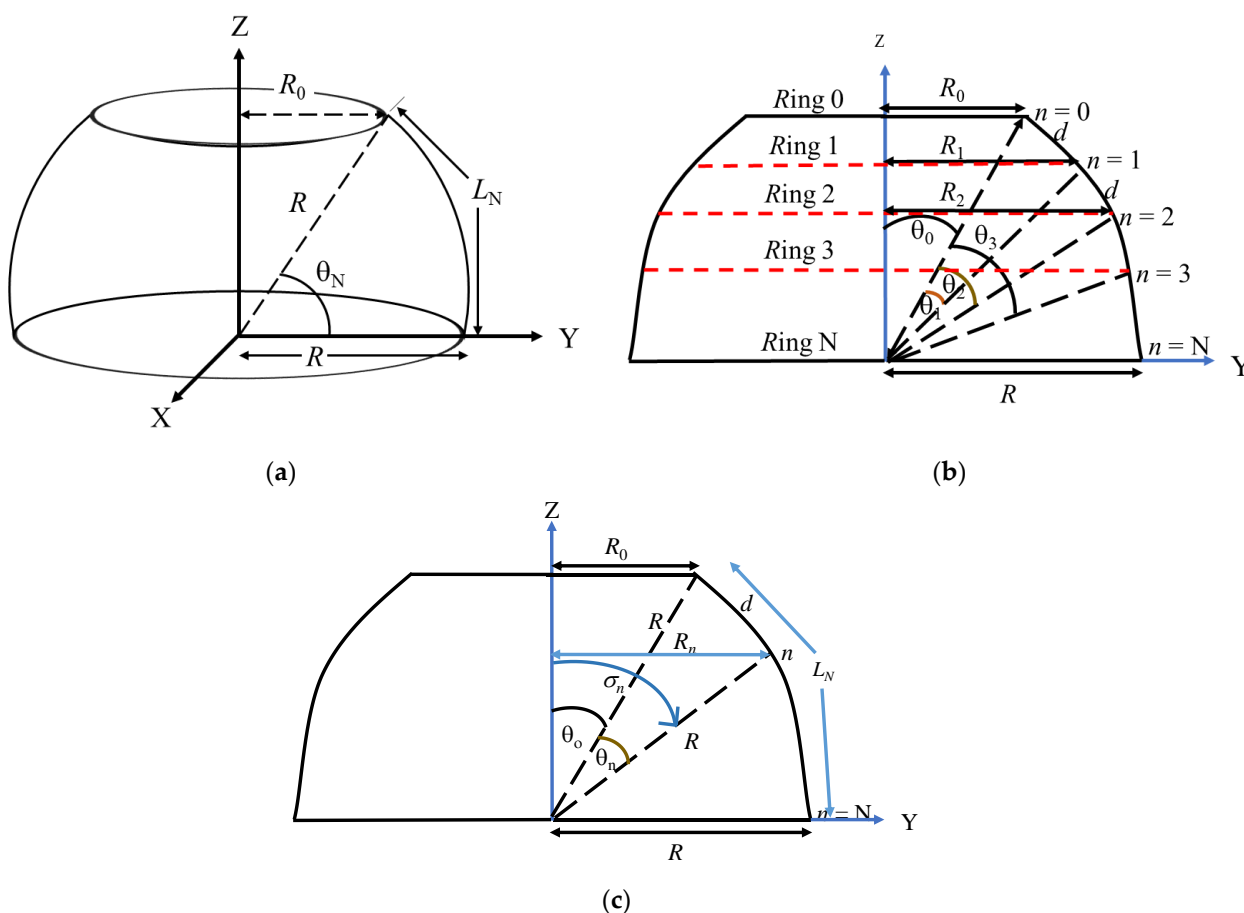 Z
R₀
Lₙ
R
θₙ
Y
R
X
(a)
Z
R₀
Ring 0
n = 0
d
Ring 1
R₁
n = 1
d
Ring 2
R₂
n = 2
θ₀
θ₃
Ring 3
n = 3
θ₂
θ₁
Ring N
n = N
Y
R
(b)
Z
R₀
d
R
Rₙ
n
L_N
σₙ
θₒ
R
θₙ
n = N
Y
R
(c)